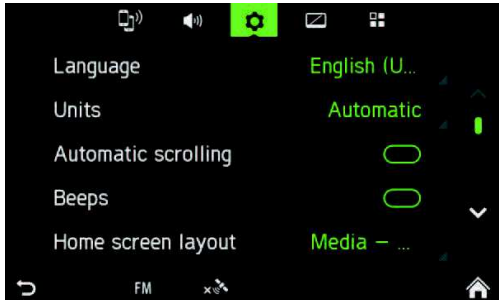 Language English (U...
Units Automatic
Automatic scrolling
Beeps
Home screen layout Media – ...
FM